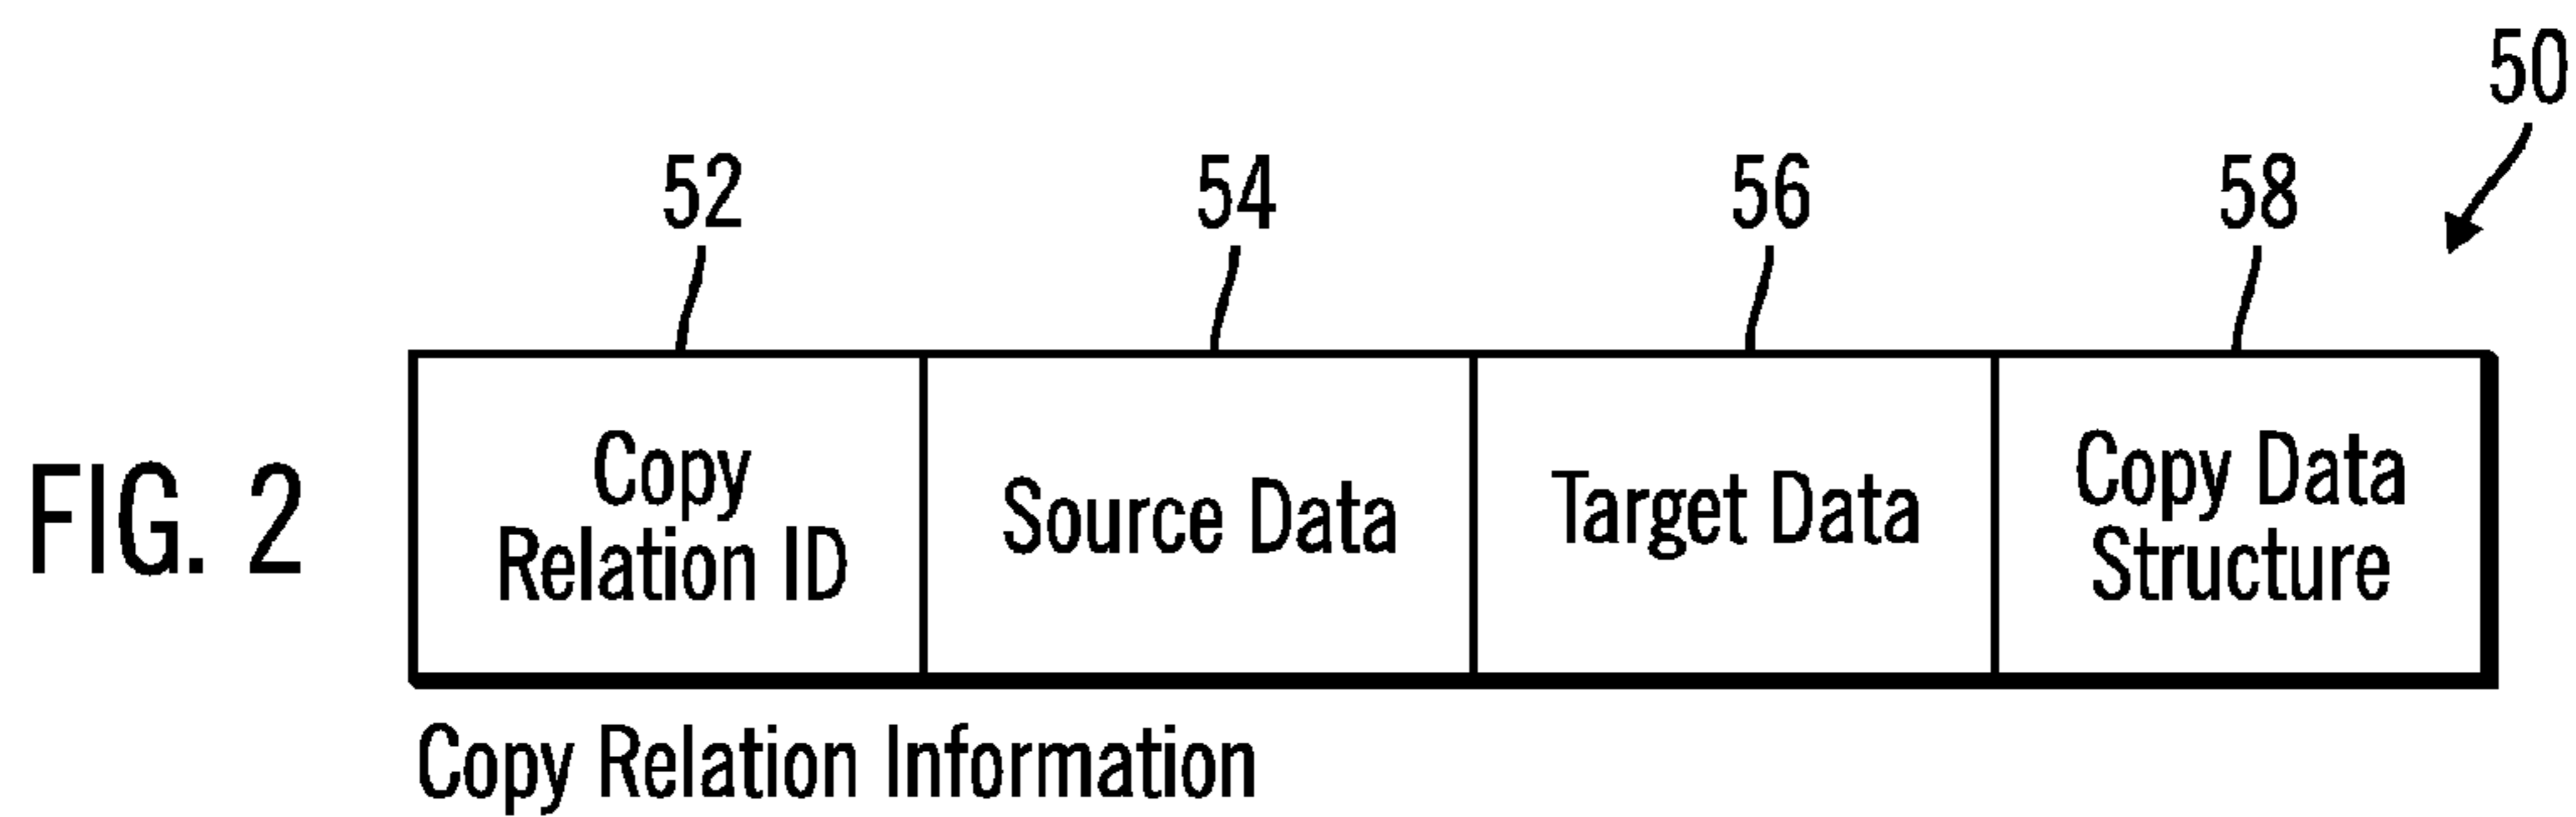 50
52
54
56
58
FIG. 2
Copy
Relation ID
Source Data
Target Data
Copy Data
Structure
Copy Relation Information